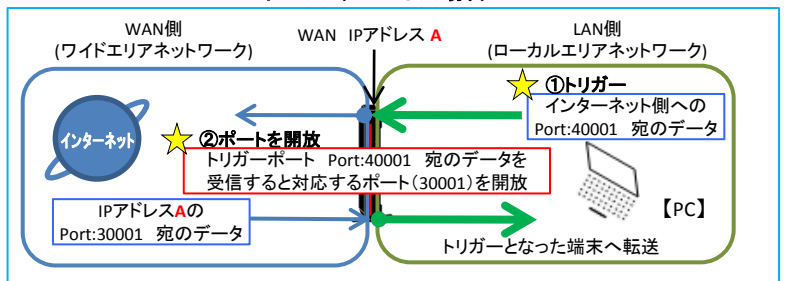 WAN側
(ワイドエリアネットワーク)
WAN IPアドレス A
LAN側
(ローカルエリアネットワーク)
①トリガー
インターネット側への
Port:40001 宛のデータ
インターネット
②ポートを開放
トリガーポート Port:40001 宛のデータを
受信すると対応するポート(30001)を開放
IPアドレスAの
Port:30001 宛のデータ
【PC】
トリガーとなった端末へ転送